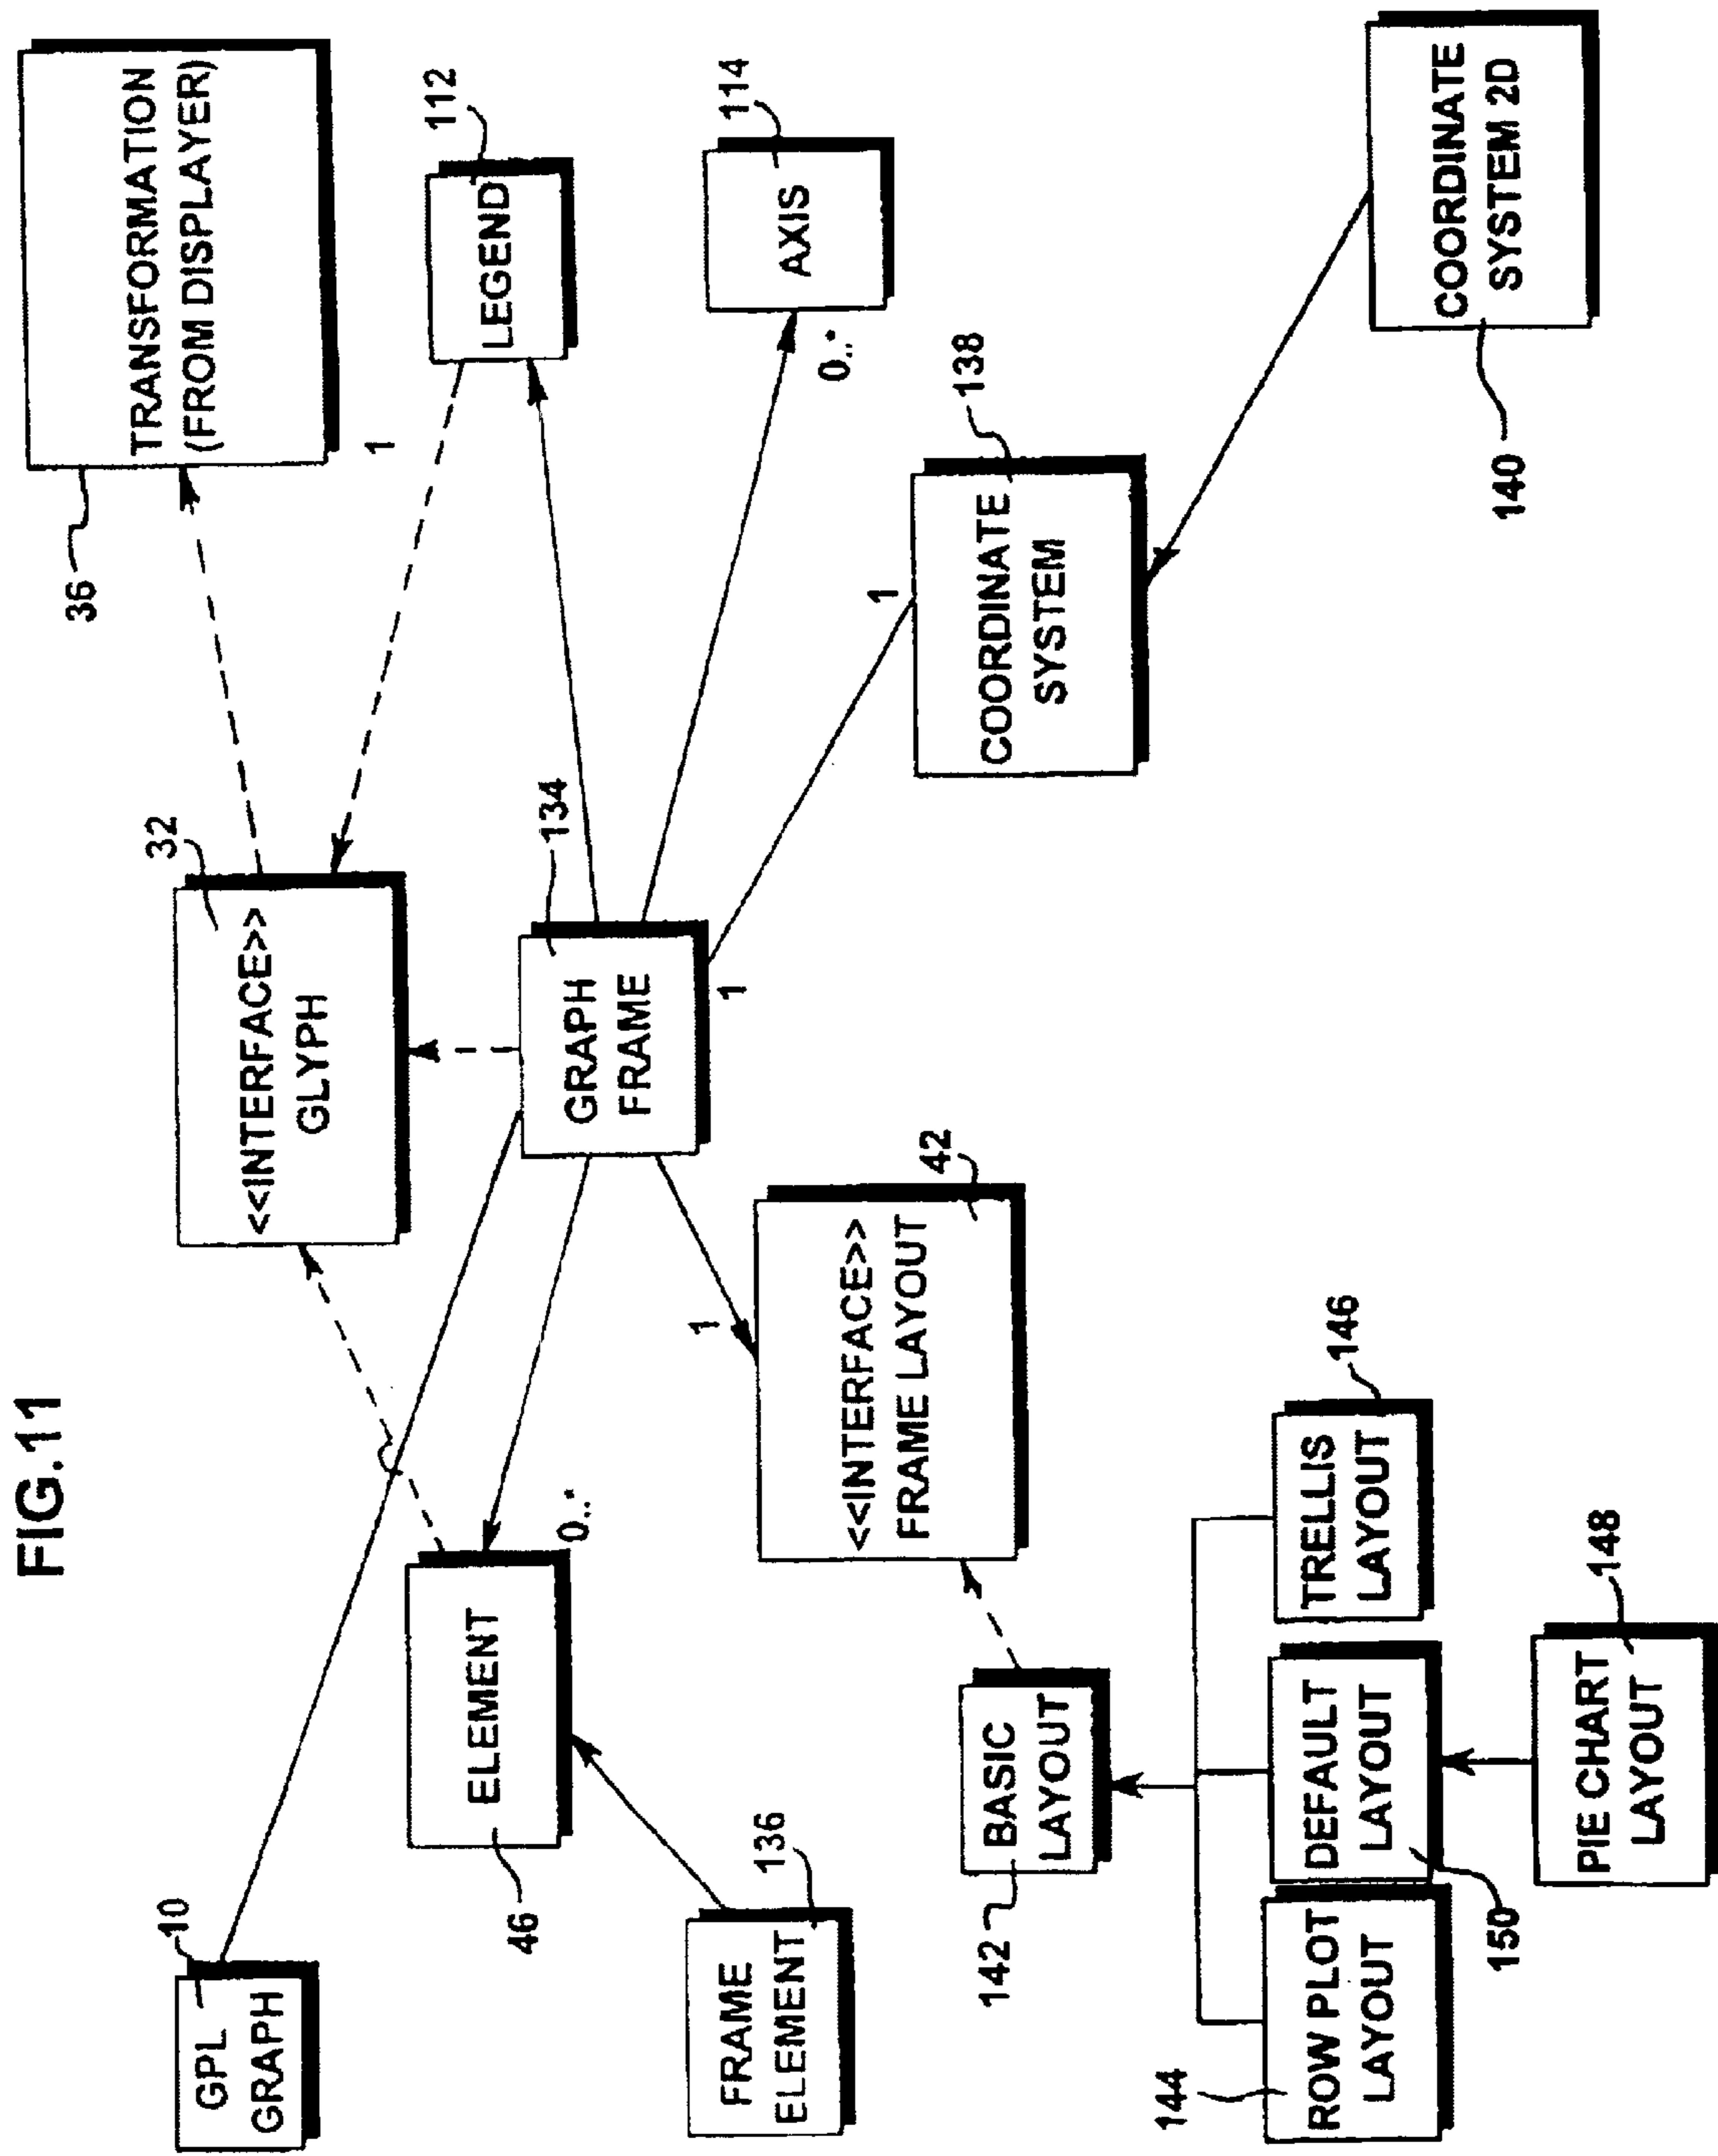 FIG.11
10
GPL
GRAPH
<<INTERFACE>>
GLYPH
32
36
TRANSFORMATION
(FROM DISPLAYER)
1
46
ELEMENT
0..*
GRAPH
FRAME
134
1
LEGEND
112
AXIS
114
0..*
136
FRAME
ELEMENT
<<INTERFACE>>
FRAME LAYOUT
42
1
COORDINATE
SYSTEM
138
1
142
BASIC
LAYOUT
144
ROW PLOT
LAYOUT
DEFAULT
LAYOUT
150
TRELLIS
LAYOUT
146
PIE CHART
LAYOUT
148
140
COORDINATE
SYSTEM 2D